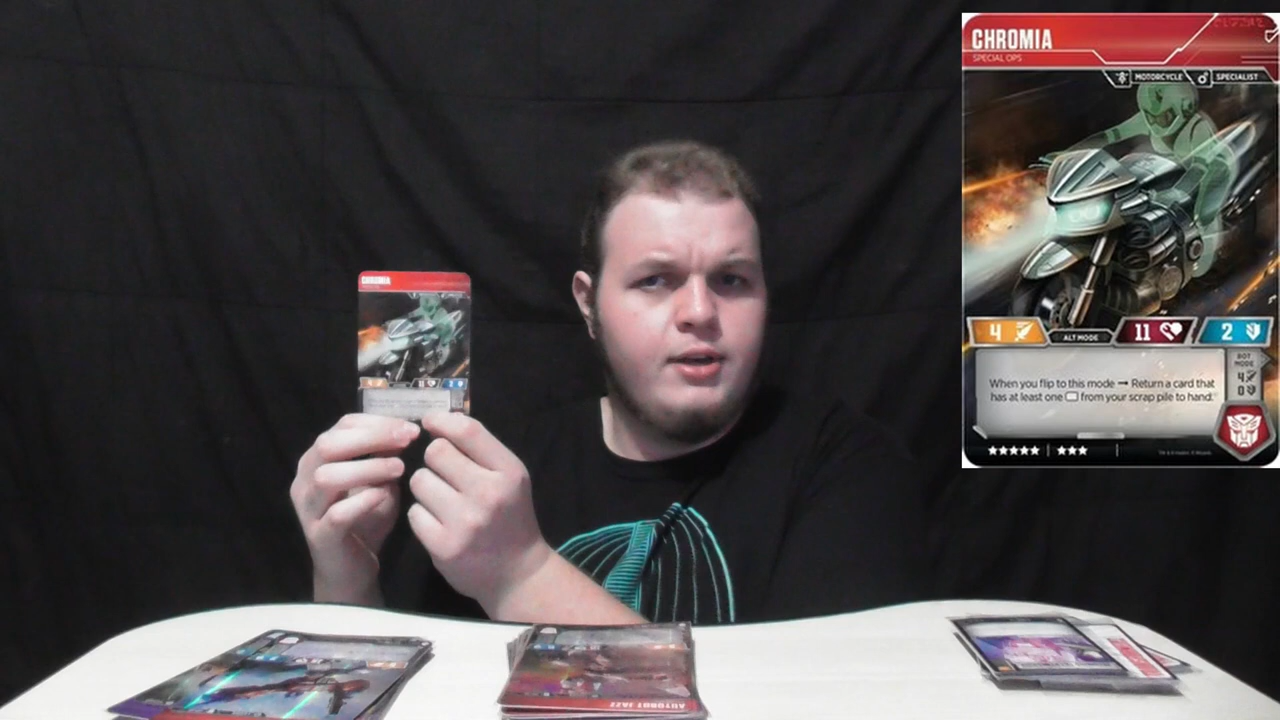 CHROMIA
SPECIAL OPS
MOTORCYCLE
SPECIALIST
4
ALT MODE
11
2
BOT
MODE
4
0
When you flip to this mode → Return a card that
has at least one from your scrap pile to hand.
CHROMIA
AUTOBOT JAZZ